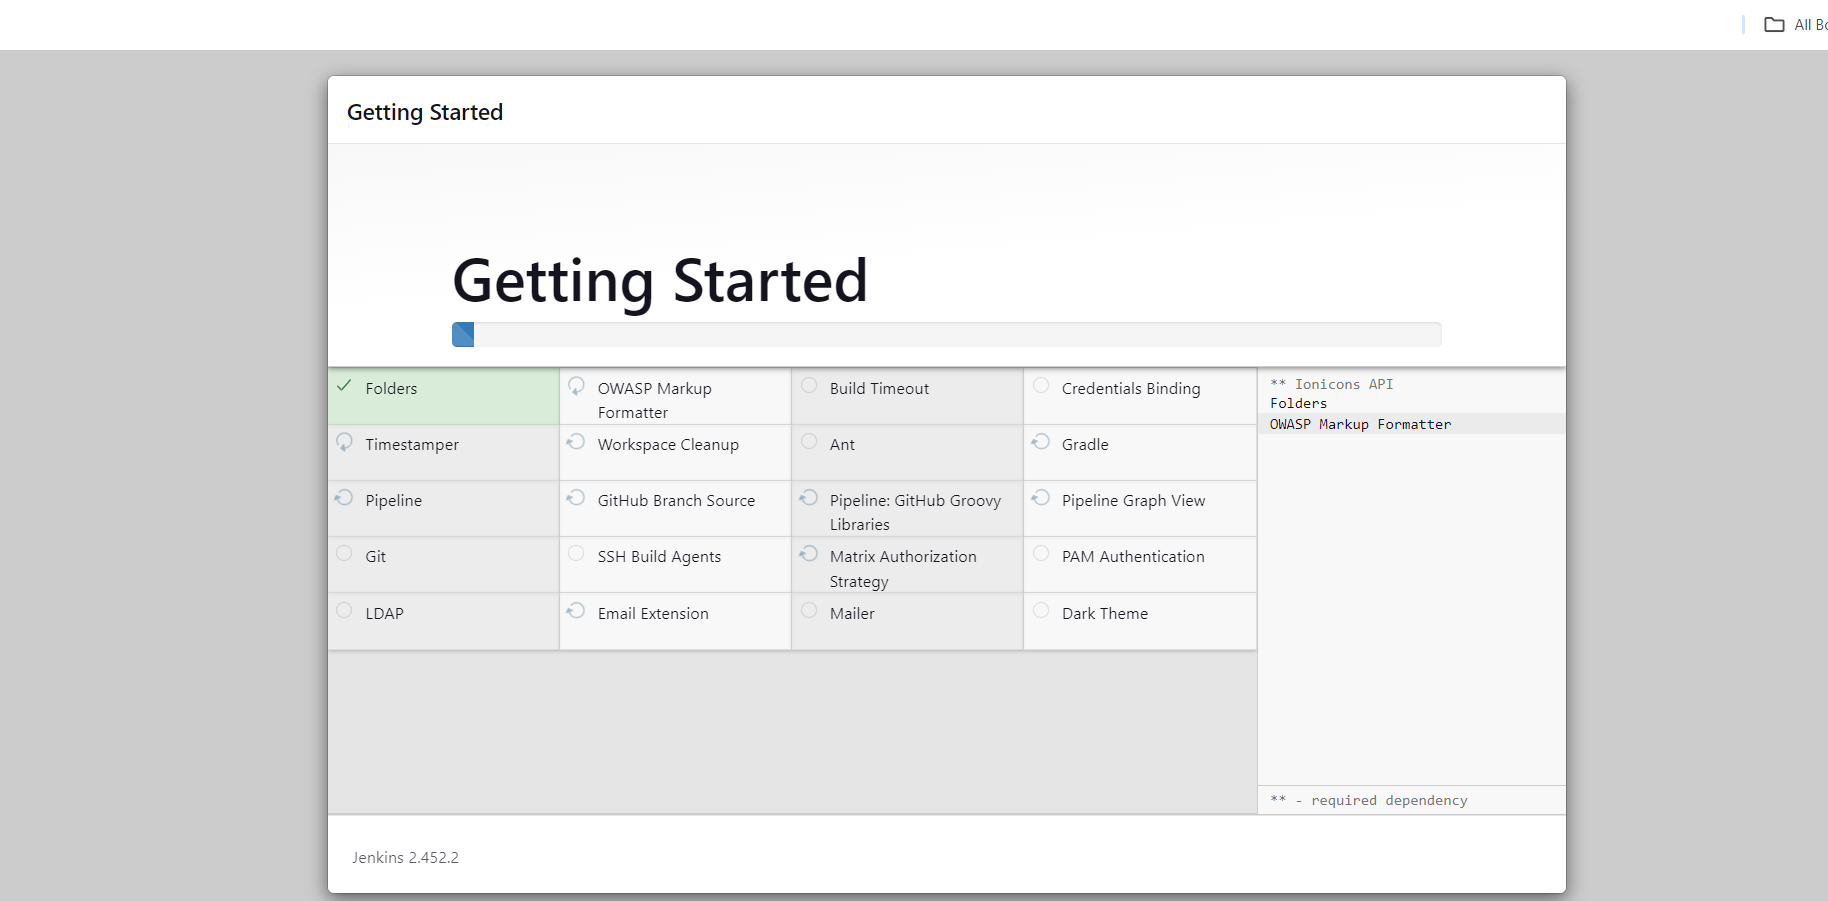 All Bo
Getting Started
Getting Started
Folders
OWASP Markup
Formatter
Build Timeout
Credentials Binding
Timestamper
Workspace Cleanup
Ant
Gradle
Pipeline
GitHub Branch Source
Pipeline: GitHub Groovy
Libraries
Pipeline Graph View
Git
SSH Build Agents
Matrix Authorization
Strategy
PAM Authentication
LDAP
Email Extension
Mailer
Dark Theme
** Ionicons API
Folders
OWASP Markup Formatter
** - required dependency
Jenkins 2.452.2